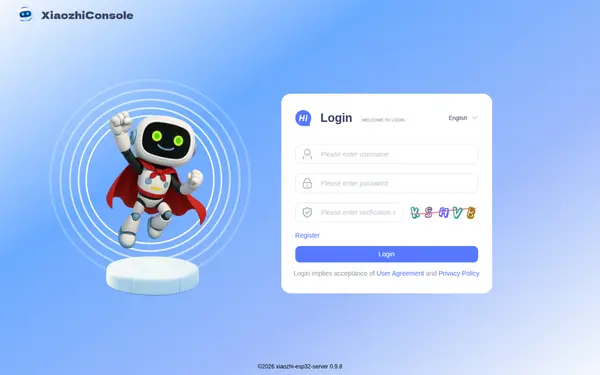 XiaozhiConsole
Hi
Login
WELCOME TO LOGIN
English
Please enter username
Please enter password
Please enter verification c
Register
Login
Login implies acceptance of User Agreement and Privacy Policy
©2026 xiaozhi-esp32-server 0.8.8